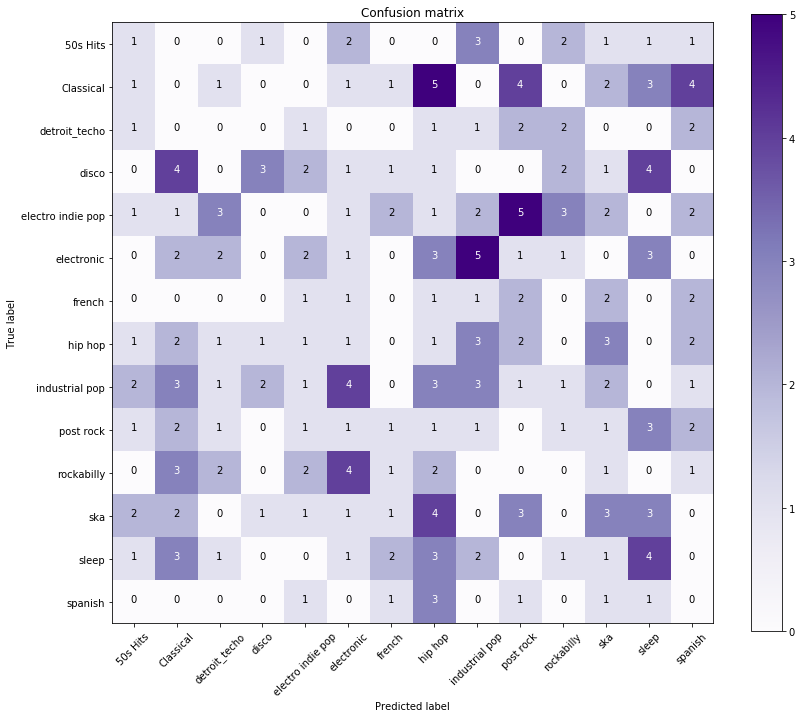 Confusion matrix
50s Hits 1 0 0 1 0 2 0 0 3 0 2 1 1 1
Classical 1 0 1 0 0 1 1 5 0 4 0 2 3 4
detroit_techo 1 0 0 0 1 0 0 1 1 2 2 0 0 2
disco 0 4 0 3 2 1 1 1 0 0 2 1 4 0
electro indie pop 1 1 3 0 0 1 2 1 2 5 3 2 0 2
electronic 0 2 2 0 2 1 0 3 5 1 1 0 3 0
french 0 0 0 0 1 1 0 1 1 2 0 2 0 2
hip hop 1 2 1 1 1 1 0 1 3 2 0 3 0 2
industrial pop 2 3 1 2 1 4 0 3 3 1 1 2 0 1
post rock 1 2 1 0 1 1 1 1 1 0 1 1 3 2
rockabilly 0 3 2 0 2 4 1 2 0 0 0 1 0 1
ska 2 2 0 1 1 1 1 4 0 3 0 3 3 0
sleep 1 3 1 0 0 1 2 3 2 0 1 1 4 0
spanish 0 0 0 0 1 0 1 3 0 1 0 1 1 0
50s Hits Classical detroit_techo disco electro indie pop electronic french hip hop industrial pop post rock rockabilly ska sleep spanish
Predicted label
True label
5
4
3
2
1
0